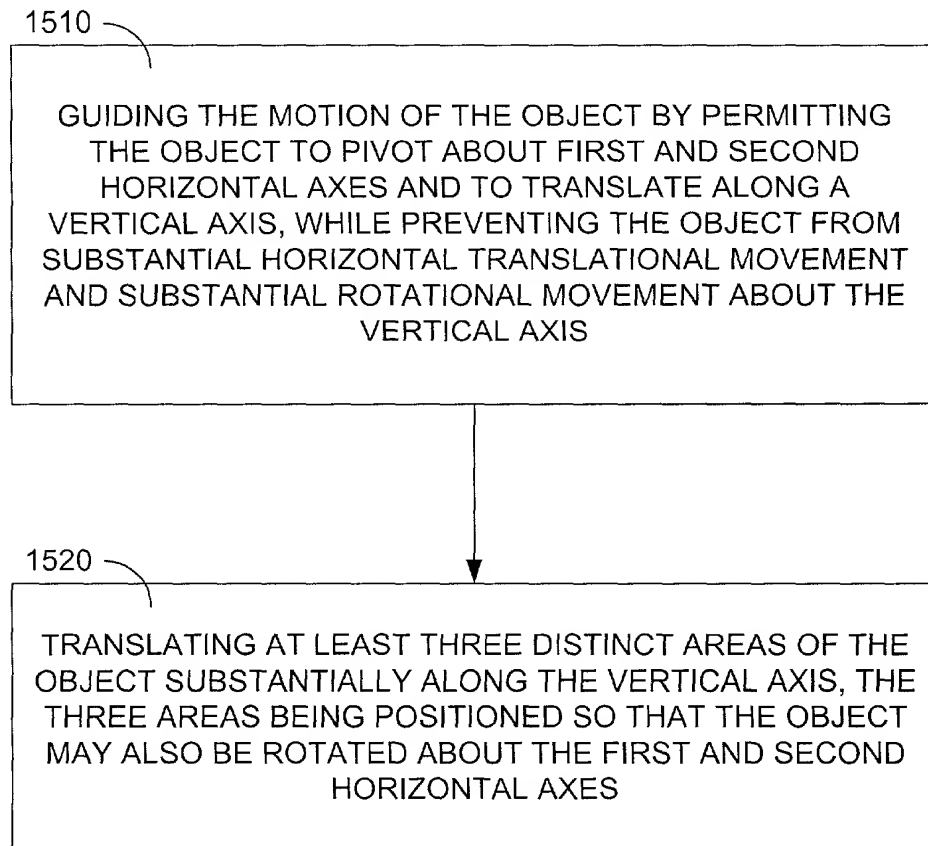 1510
GUIDING THE MOTION OF THE OBJECT BY PERMITTING
THE OBJECT TO PIVOT ABOUT FIRST AND SECOND
HORIZONTAL AXES AND TO TRANSLATE ALONG A
VERTICAL AXIS, WHILE PREVENTING THE OBJECT FROM
SUBSTANTIAL HORIZONTAL TRANSLATIONAL MOVEMENT
AND SUBSTANTIAL ROTATIONAL MOVEMENT ABOUT THE
VERTICAL AXIS
1520
TRANSLATING AT LEAST THREE DISTINCT AREAS OF THE
OBJECT SUBSTANTIALLY ALONG THE VERTICAL AXIS, THE
THREE AREAS BEING POSITIONED SO THAT THE OBJECT
MAY ALSO BE ROTATED ABOUT THE FIRST AND SECOND
HORIZONTAL AXES